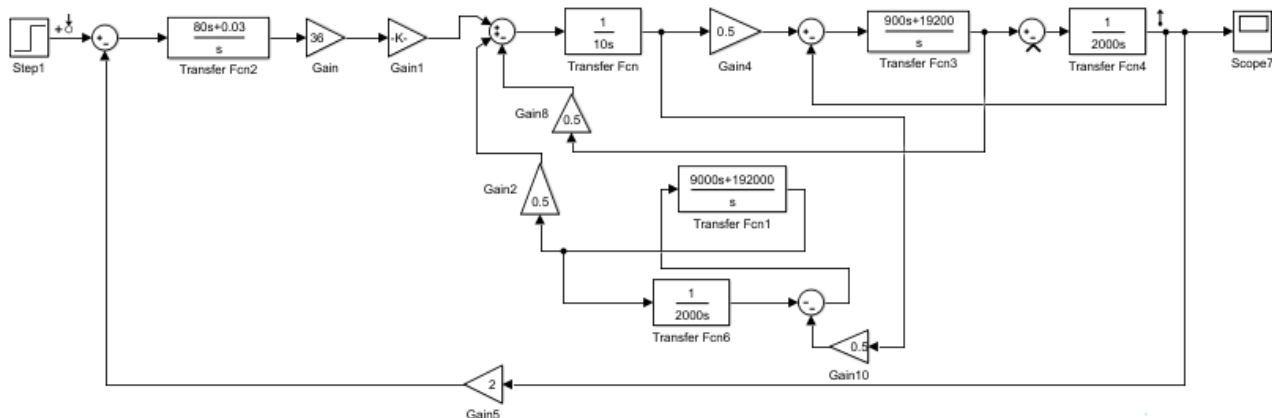 Step1
+ -
80s+0.03
s
Transfer Fcn2
36
Gain
-K-
Gain1
1
10s
Transfer Fcn
0.5
Gain4
+ -
900s+19200
s
Transfer Fcn3
1
2000s
Transfer Fcn4
Scope7
Gain8
0.5
Gain2
0.5
9000s+192000
s
Transfer Fcn1
1
2000s
Transfer Fcn6
0.5
Gain10
2
Gain5